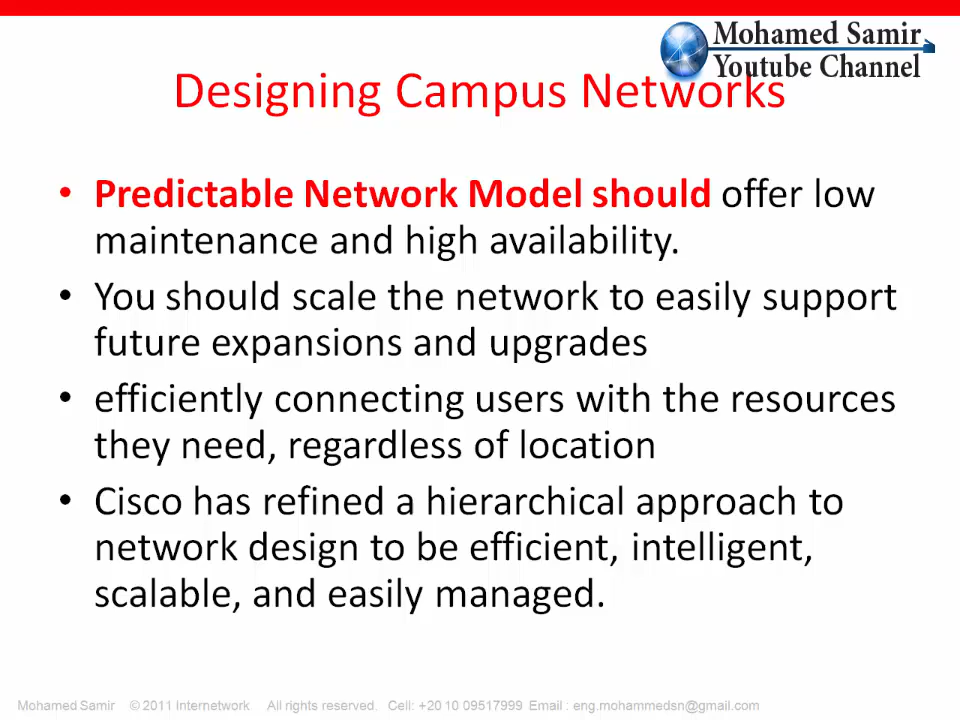 Mohamed Samir
Youtube Channel
Designing Campus Networks
• Predictable Network Model should offer low
maintenance and high availability.
• You should scale the network to easily support
future expansions and upgrades
• efficiently connecting users with the resources
they need, regardless of location
• Cisco has refined a hierarchical approach to
network design to be efficient, intelligent,
scalable, and easily managed.
Mohamed Samir © 2011 Internetwork All rights reserved. Cell: +20 10 09517999 Email : eng.mohammedsn@gmail.com